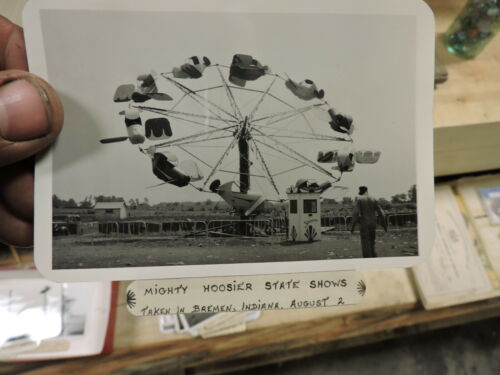 MIGHTY HOOSIER STATE SHOWS
TAKEN IN BREMEN, INDIANA, AUGUST 2